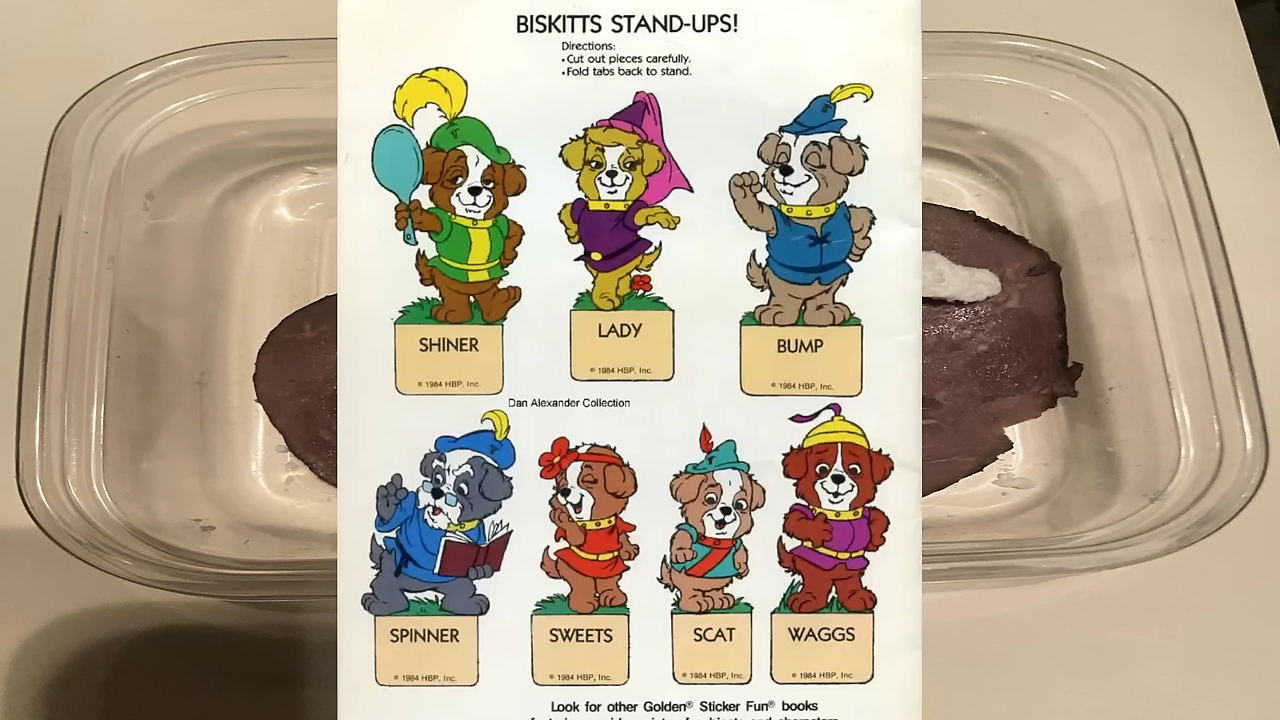 BISKITTS STAND-UPS!
Directions:
•Cut out pieces carefully.
•Fold tabs back to stand.
SHINER
© 1984 HBP, Inc.
LADY
© 1984 HBP, Inc.
BUMP
© 1984 HBP, Inc.
Dan Alexander Collection
SPINNER
© 1984 HBP, Inc.
SWEETS
© 1984 HBP, Inc.
SCAT
© 1984 HBP, Inc.
WAGGS
© 1984 HBP, Inc.
Look for other Golden® Sticker Fun® books